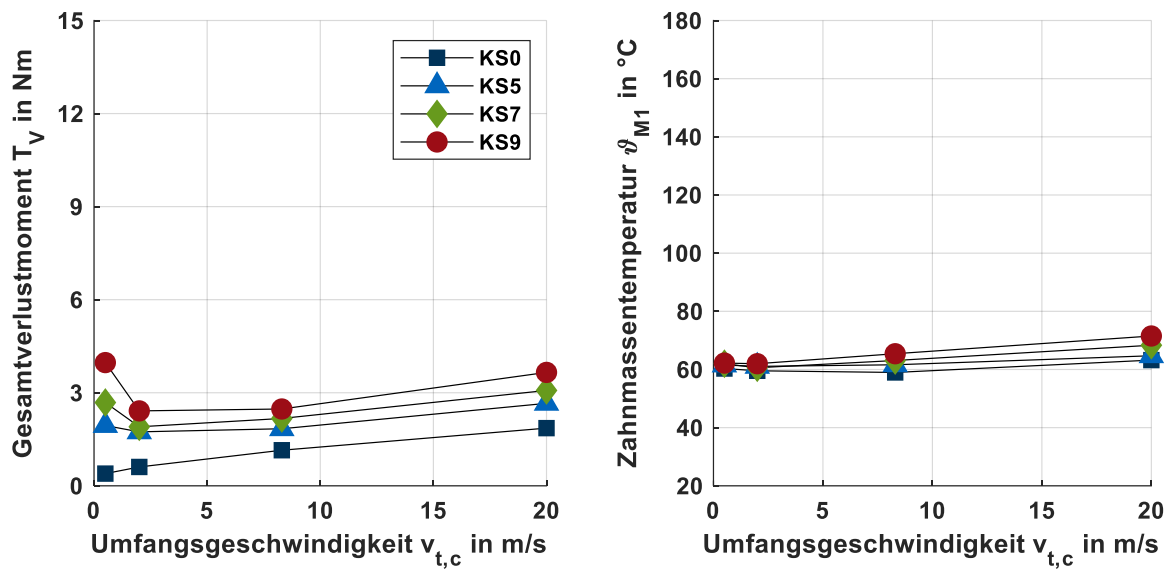 Gesamtverlustmoment T_V in Nm
15
12
9
6
3
0
KS0
KS5
KS7
KS9
0 5 10 15 20
Umfangsgeschwindigkeit v_t,c in m/s
Zahnmassentemperatur ϑ_M1 in °C
180
160
140
120
100
80
60
40
20
0 5 10 15 20
Umfangsgeschwindigkeit v_t,c in m/s